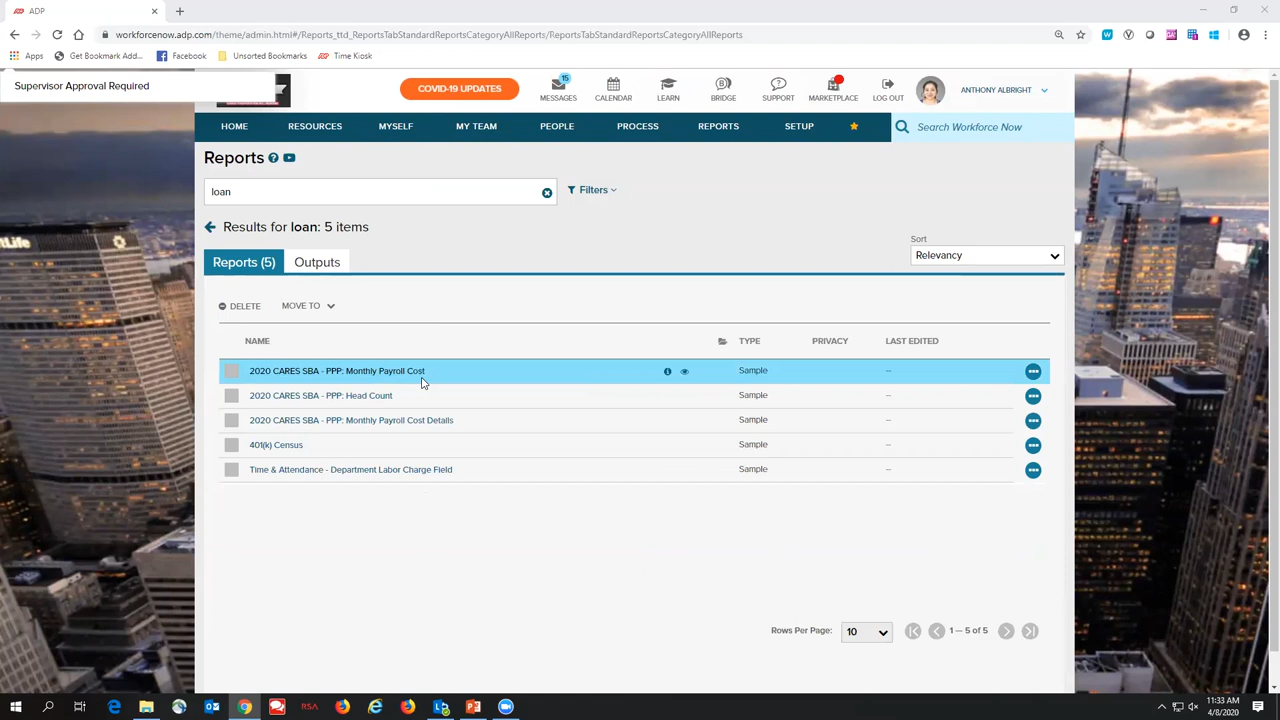 ADP
workforcenow.adp.com/theme/admin.html#/Reports_ttd_ReportsTabStandardReportsCategoryAllReports/ReportsTabStandardReportsCategoryAllReports
Apps Get Bookmark Add... Facebook Unsorted Bookmarks Time Kiosk
Supervisor Approval Required
COVID-19 UPDATES
15
MESSAGES CALENDAR LEARN BRIDGE SUPPORT MARKETPLACE LOG OUT ANTHONY ALBRIGHT
HOME RESOURCES MYSELF MY TEAM PEOPLE PROCESS REPORTS SETUP Search Workforce Now
Reports
loan Filters
Results for loan: 5 items
Sort
Reports (5) Outputs Relevancy
DELETE MOVE TO
NAME TYPE PRIVACY LAST EDITED
2020 CARES SBA - PPP: Monthly Payroll Cost Sample --
2020 CARES SBA - PPP: Head Count Sample --
2020 CARES SBA - PPP: Monthly Payroll Cost Details Sample --
401(k) Census Sample --
Time & Attendance - Department Labor Charge Field Sample --
Rows Per Page: 10 1 — 5 of 5
RSA
11:33 AM
4/8/2020